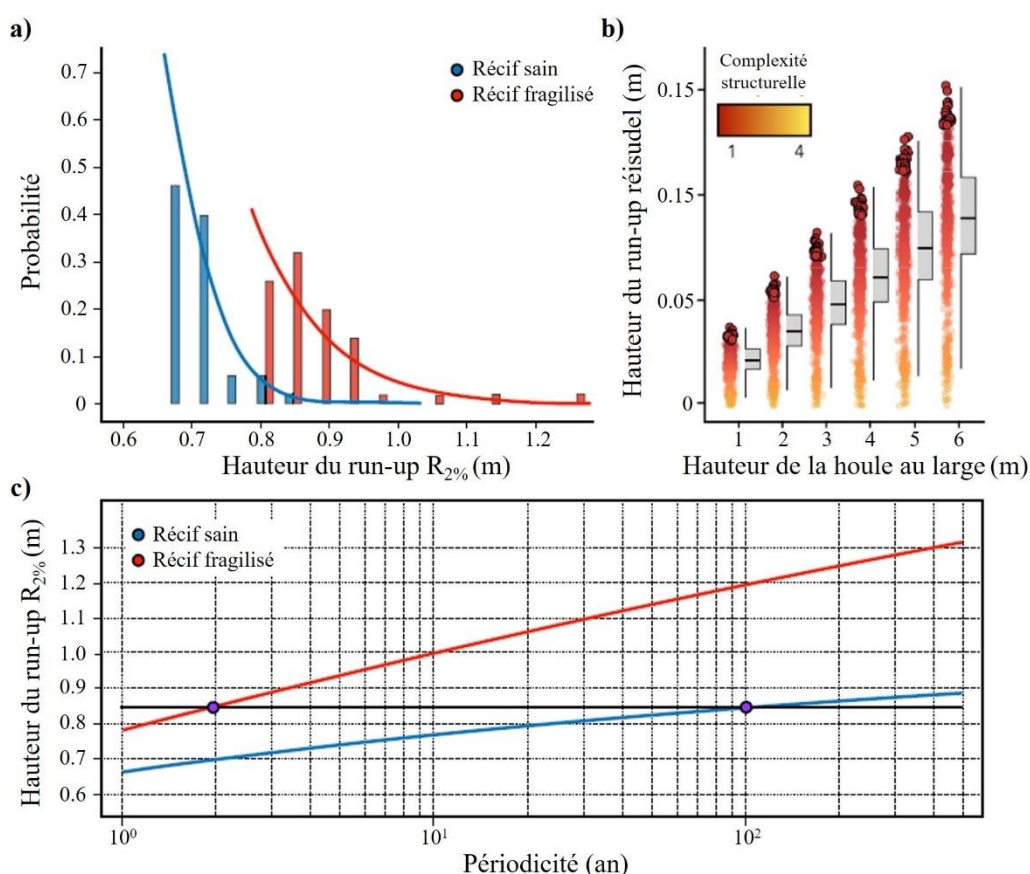 a)
0.7
0.6
0.5
0.4
0.3
0.2
0.1
0
Probabilité
Récif sain
Récif fragilisé
0.6 0.7 0.8 0.9 1.0 1.1 1.2
Hauteur du run-up R2% (m)
b)
Hauteur du run-up réisudel (m)
0.15
0.15
0.05
0
Complexité
structurelle
1 4
1 2 3 4 5 6
Hauteur de la houle au large (m)
c)
Hauteur du run-up R2% (m)
1.3
1.2
1.0
0.9
0.8
0.7
0.6
Récif sain
Récif fragilisé
10⁰ 10¹ 10²
Périodicité (an)